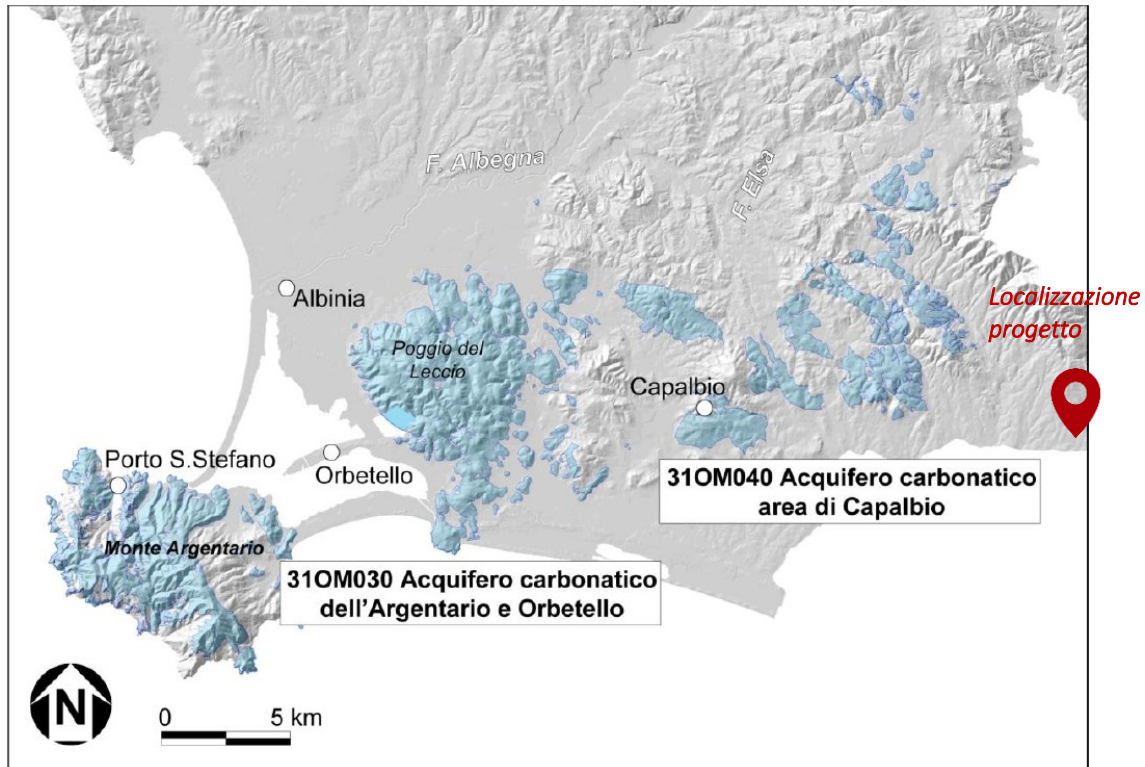 F. Albegna
F. Elsa
Albinia
Localizzazione
progetto
Poggio del
Leccio
Capalbio
Porto S.Stefano
Orbetello
31OM040 Acquifero carbonatico
area di Capalbio
Monte Argentario
31OM030 Acquifero carbonatico
dell'Argentario e Orbetello
N
0 5 km